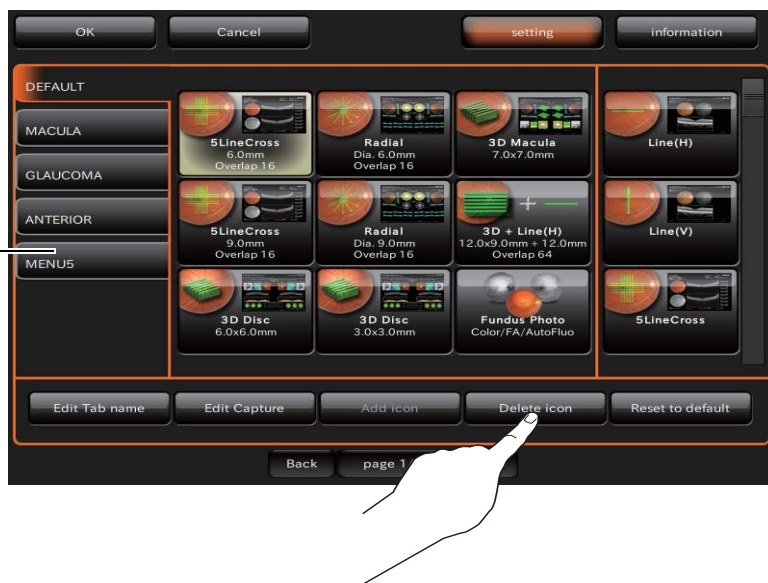 OK
Cancel
setting
information
DEFAULT
MACULA
GLAUCOMA
ANTERIOR
MENU5
5LineCross
6.0mm
Overlap 16
Radial
Dia. 6.0mm
Overlap 16
3D Macula
7.0x7.0mm
Line(H)
5LineCross
9.0mm
Overlap 16
Radial
Dia. 9.0mm
Overlap 16
3D + Line(H)
12.0x9.0mm + 12.0mm
Overlap 64
Line(V)
3D Disc
6.0x6.0mm
3D Disc
3.0x3.0mm
Fundus Photo
Color/FA/AutoFluo
5LineCross
Edit Tab name
Edit Capture
Add icon
Delete icon
Reset to default
Back
page 1